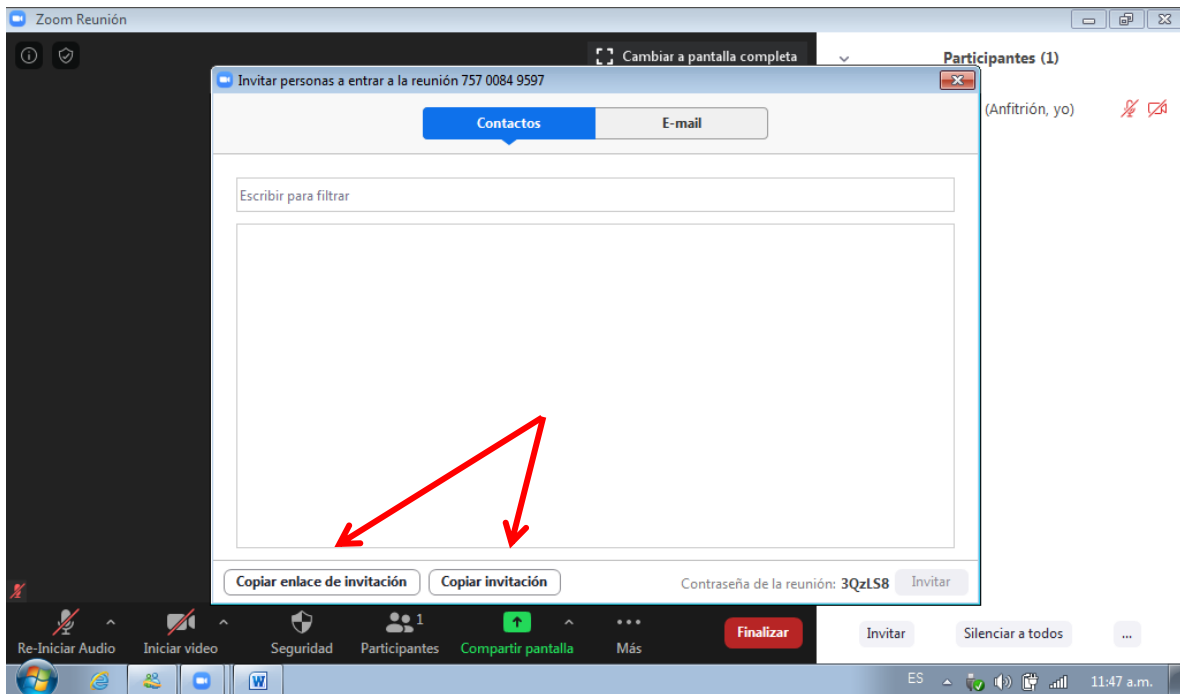 Zoom Reunión
Cambiar a pantalla completa
Participantes (1)
Invitar personas a entrar a la reunión 757 0084 9597
(Anfitrión, yo)
Contactos
E-mail
Escribir para filtrar
Copiar enlace de invitación
Copiar invitación
Contraseña de la reunión: 3QzLS8
Invitar
Re-Iniciar Audio
Iniciar video
Seguridad
1
Participantes
Compartir pantalla
Más
Finalizar
Invitar
Silenciar a todos
...
W
ES
11:47 a.m.